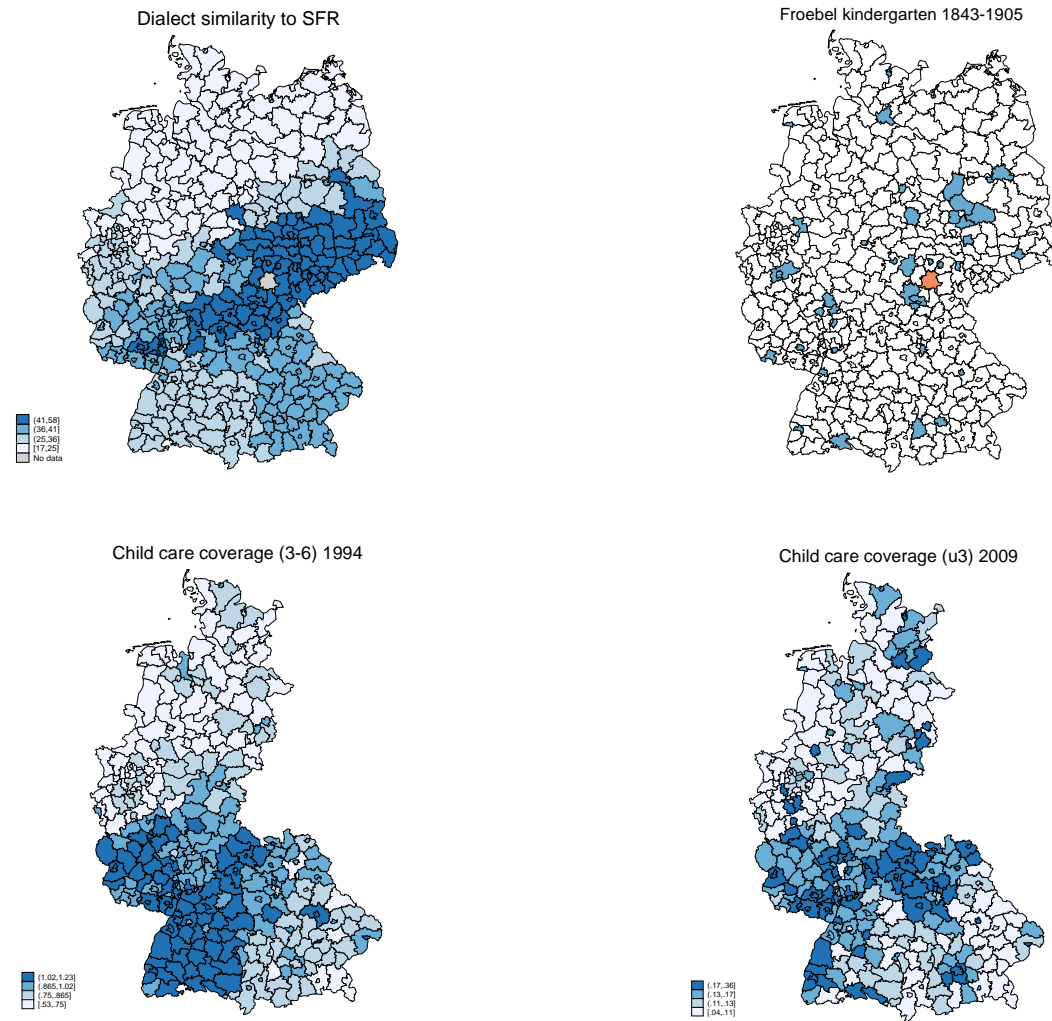 Dialect similarity to SFR
(41,58]
(36,41]
(25,36]
[17,25]
No data
Froebel kindergarten 1843-1905
Child care coverage (3-6) 1994
(1.02,1.23]
(.865,1.02]
(.75,.865]
[.53,.75]
Child care coverage (u3) 2009
(.17,.36]
(.13,.17]
(.11,.13]
[.04,.11]